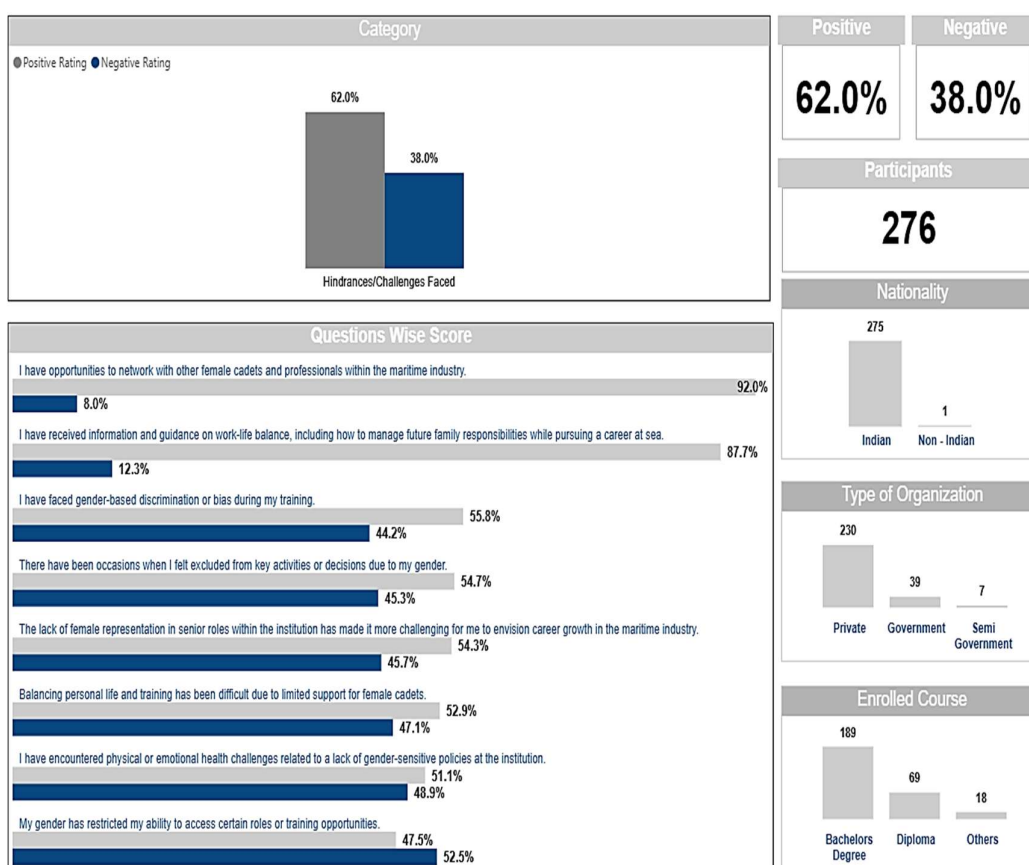 Category
Positive Rating Negative Rating
62.0%
38.0%
Hindrances/Challenges Faced
Positive Negative
62.0% 38.0%
Participants
276
Nationality
275
1
Indian Non - Indian
Type of Organization
230
39
7
Private Government Semi
Government
Enrolled Course
189
69
18
Bachelors Diploma Others
Degree
Questions Wise Score
I have opportunities to network with other female cadets and professionals within the maritime industry.
92.0%
8.0%
I have received information and guidance on work-life balance, including how to manage future family responsibilities while pursuing a career at sea.
87.7%
12.3%
I have faced gender-based discrimination or bias during my training.
55.8%
44.2%
There have been occasions when I felt excluded from key activities or decisions due to my gender.
54.7%
45.3%
The lack of female representation in senior roles within the institution has made it more challenging for me to envision career growth in the maritime industry.
54.3%
45.7%
Balancing personal life and training has been difficult due to limited support for female cadets.
52.9%
47.1%
I have encountered physical or emotional health challenges related to a lack of gender-sensitive policies at the institution.
51.1%
48.9%
My gender has restricted my ability to access certain roles or training opportunities.
47.5%
52.5%